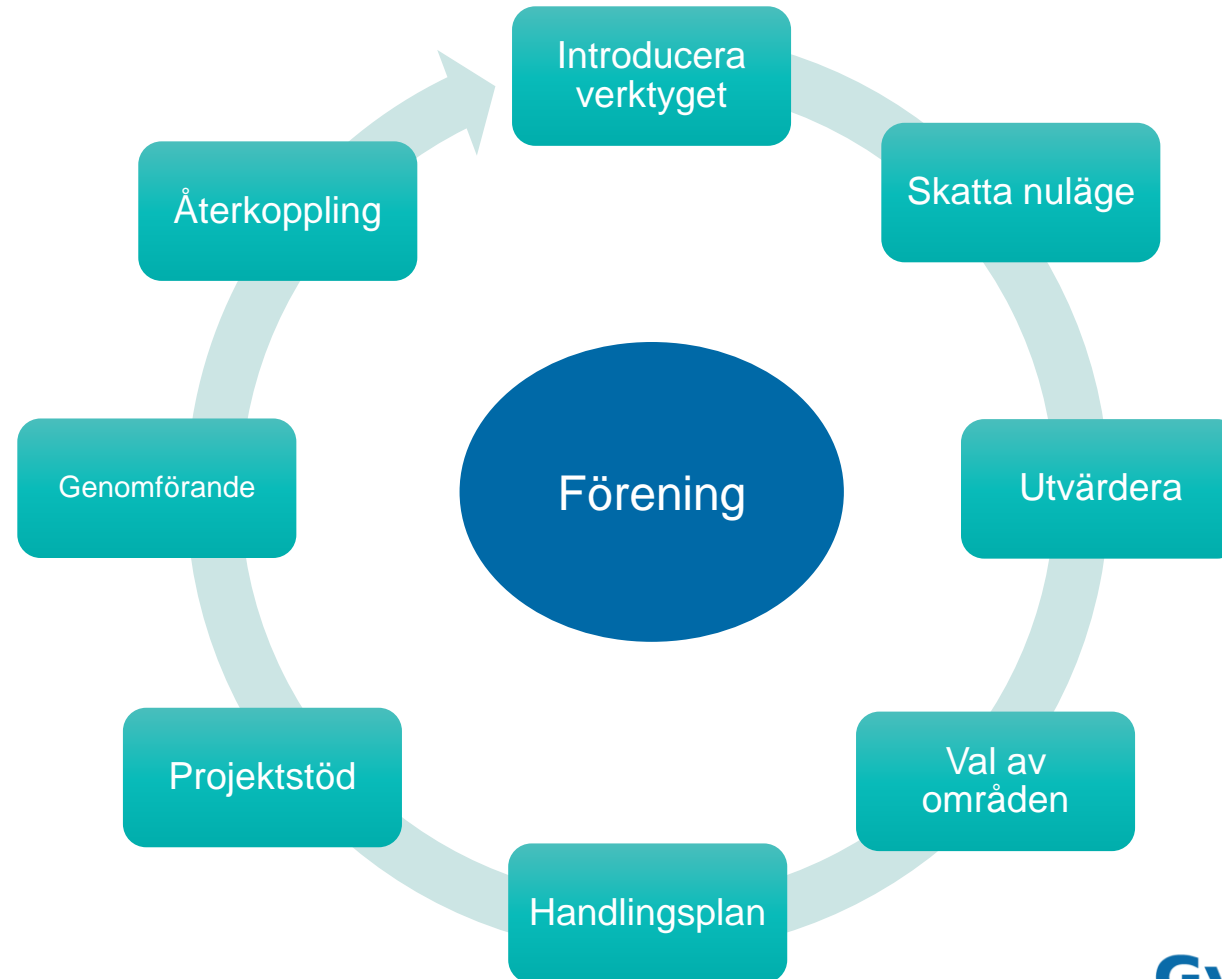 Introducera
verktyget
Skatta nuläge
Utvärdera
Val av
områden
Handlingsplan
Projektstöd
Genomförande
Återkoppling
Förening